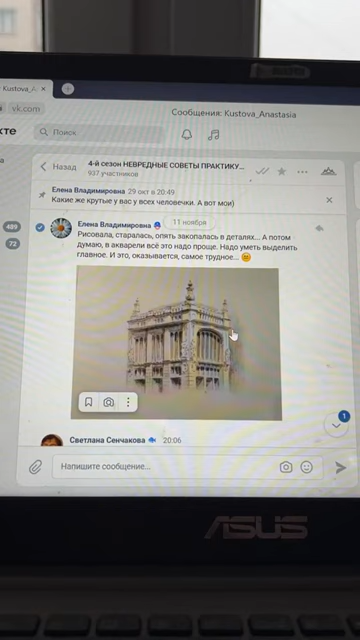 Kustova_A
vk.com
Сообщения: Kustova_Anastasia
кте
Поиск
Назад
4-й сезон НЕВРЕДНЫЕ СОВЕТЫ ПРАКТИКУ...
937 участников
Елена Владимировна 29 окт в 20:49
Какие же крутые у вас у всех человечки. А вот мои)
11 ноября
Елена Владимировна
Рисовала, старалась, опять закопалась в деталях... А потом
думаю, в акварели всё это надо проще. Надо уметь выделить
главное. И это, оказывается, самое трудное...
489
72
1
Светлана Сенчакова 20:06
Напишите сообщение...
ASUS